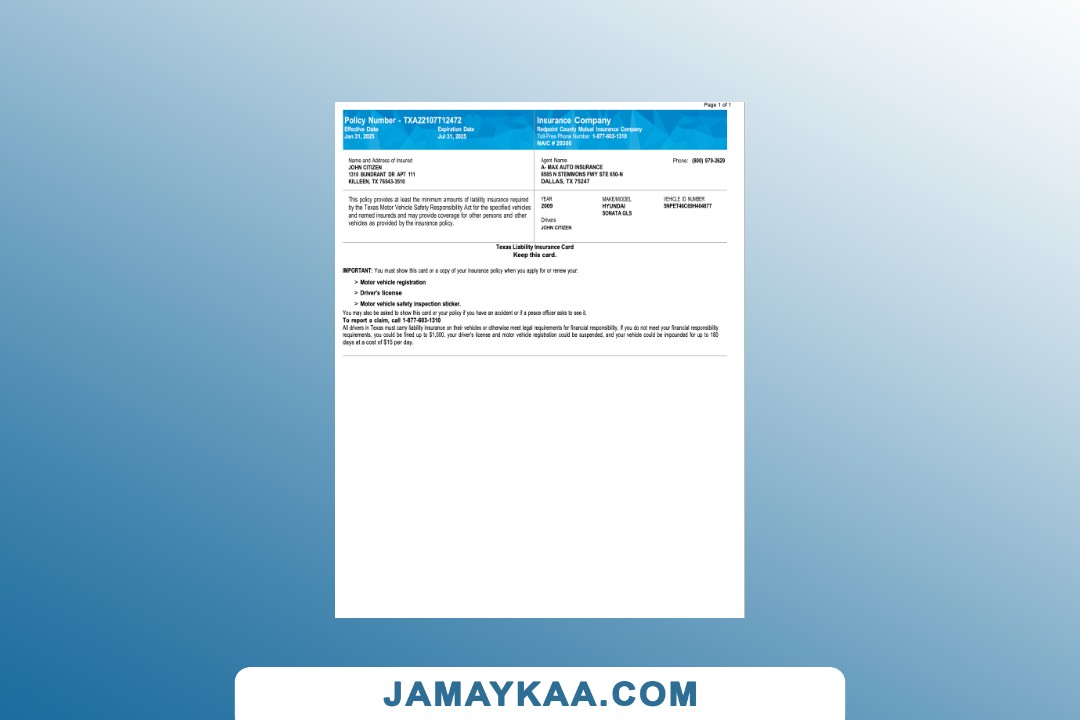 Page 1 of 1
Policy Number - TXA22107T12472
Effective Date Expiration Date
Jan 31, 2025 Jul 31, 2025
Insurance Company
Redpoint County Mutual Insurance Company
Toll-Free Phone Number 1-877-603-1310
NAIC #
Name and Address of Insured
JOHN CITIZEN
1310 BUNDRANT DR APT 111
KILLEEN, TX 76543-3510
Agent Name Phone: (800) 979-2629
A- MAX AUTO INSURANCE
8585 N STEMMONS FWY STE 650-N
DALLAS, TX 75247
This policy provides at least the minimum amounts of liability insurance required
by the Texas Motor Vehicle Safety Responsibility Act for the specified vehicles
and named insureds and may provide coverage for other persons and other
vehicles as provided by the insurance policy.
YEAR MAKE/MODEL VEHICLE ID NUMBER
2009 HYUNDAI
SONATA GLS
Drivers
JOHN CITIZEN
Texas Liability Insurance Card
Keep this card.
IMPORTANT: You must show this card or a copy of your insurance policy when you apply for or renew your:
> Motor vehicle registration
> Driver's license
> Motor vehicle safety inspection sticker.
You may also be asked to show this card or your policy if you have an accident or if a peace officer asks to see it.
To report a claim, call 1-877-603-1310
All drivers in Texas must carry liability insurance on their vehicles or otherwise meet legal requirements for financial responsibility. If you do not meet your financial responsibility
requirements, you could be fined up to $1,000, your driver's license and motor vehicle registration could be suspended, and your vehicle could be impounded for up to 180
days at a cost of $15 per day.
JAMAYKAA.COM